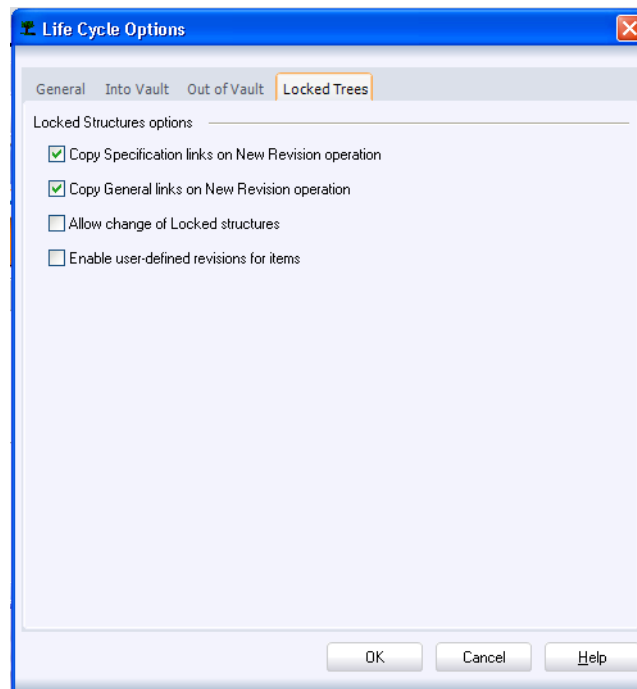 Life Cycle Options
General Into Vault Out of Vault Locked Trees
Locked Structures options
Copy Specification links on New Revision operation
Copy General links on New Revision operation
Allow change of Locked structures
Enable user-defined revisions for items
OK Cancel Help